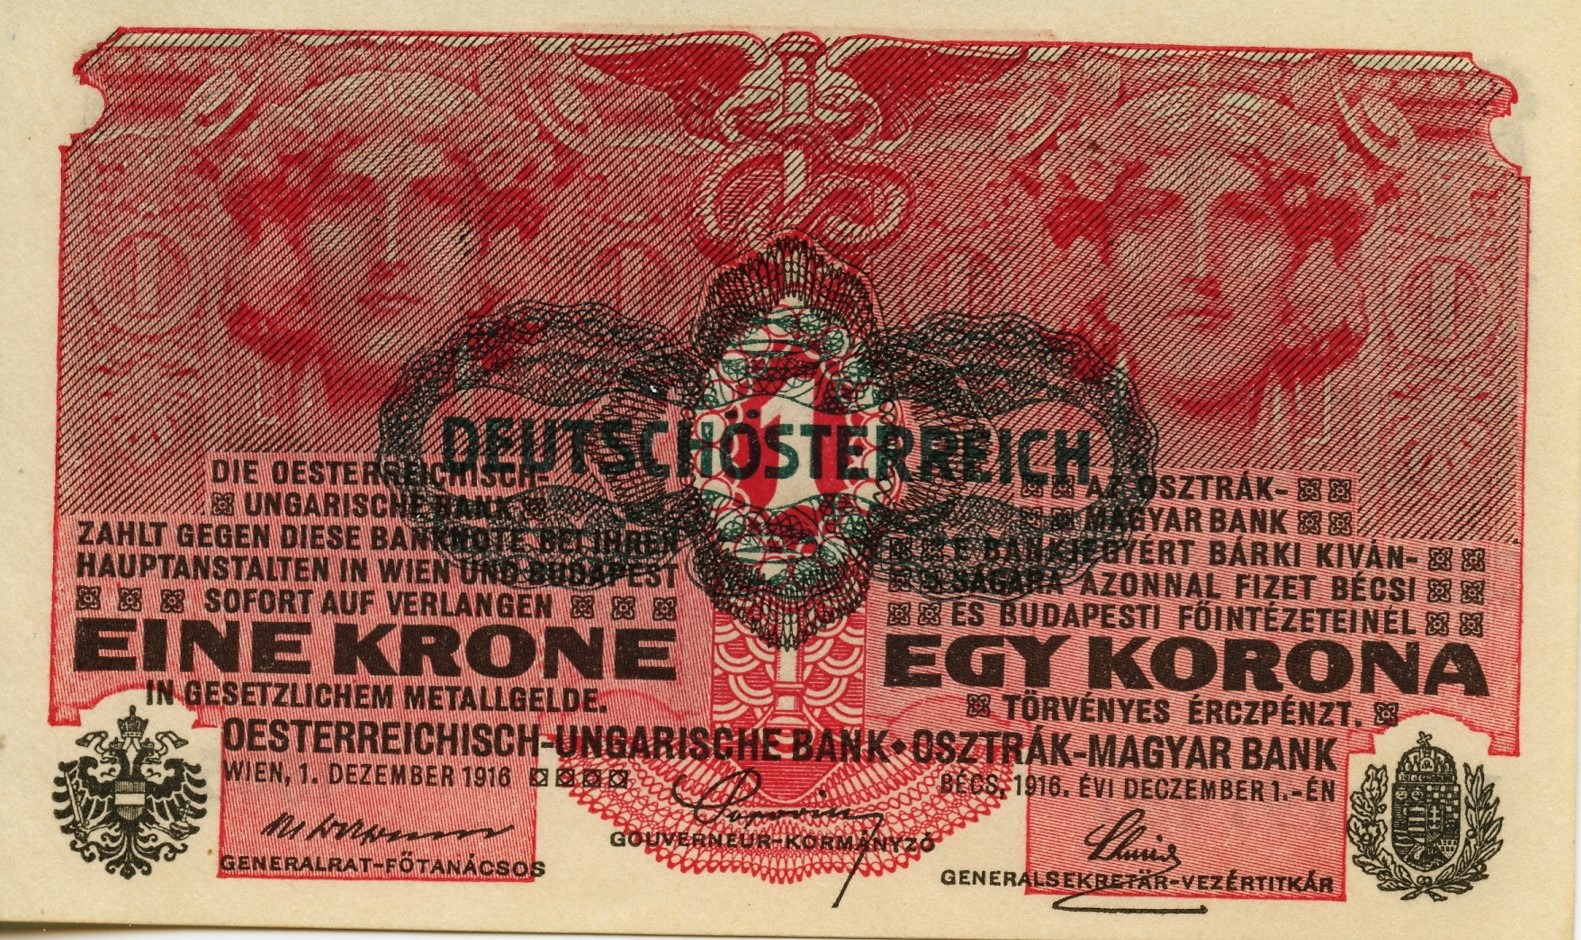 DEUTSCHÖSTERREICH
1
DIE OESTERREICHISCH-
UNGARISCHE BANK
ZAHLT GEGEN DIESE BANKNOTE BEI IHREN
HAUPTANSTALTEN IN WIEN UND BUDAPEST
SOFORT AUF VERLANGEN
EINE KRONE
IN GESETZLICHEM METALLGELDE.
AZ OSZTRÁK-
MAGYAR BANK
E BANKJEGYÉRT BÁRKI KIVÁN-
SÁGÁRA AZONNAL FIZET BÉCSI
ÉS BUDAPESTI FŐINTÉZETEINÉL
EGY KORONA
TÖRVÉNYES ÉRCZPÉNZT.
OESTERREICHISCH-UNGARISCHE BANK • OSZTRÁK-MAGYAR BANK
WIEN, 1. DEZEMBER 1916
BÉCS, 1916. ÉVI DECZEMBER 1.-ÉN
GENERALRAT-FŐTANÁCSOS
GOUVERNEUR-KORMÁNYZÓ
GENERALSEKRETÄR-VEZÉRTITKÁR